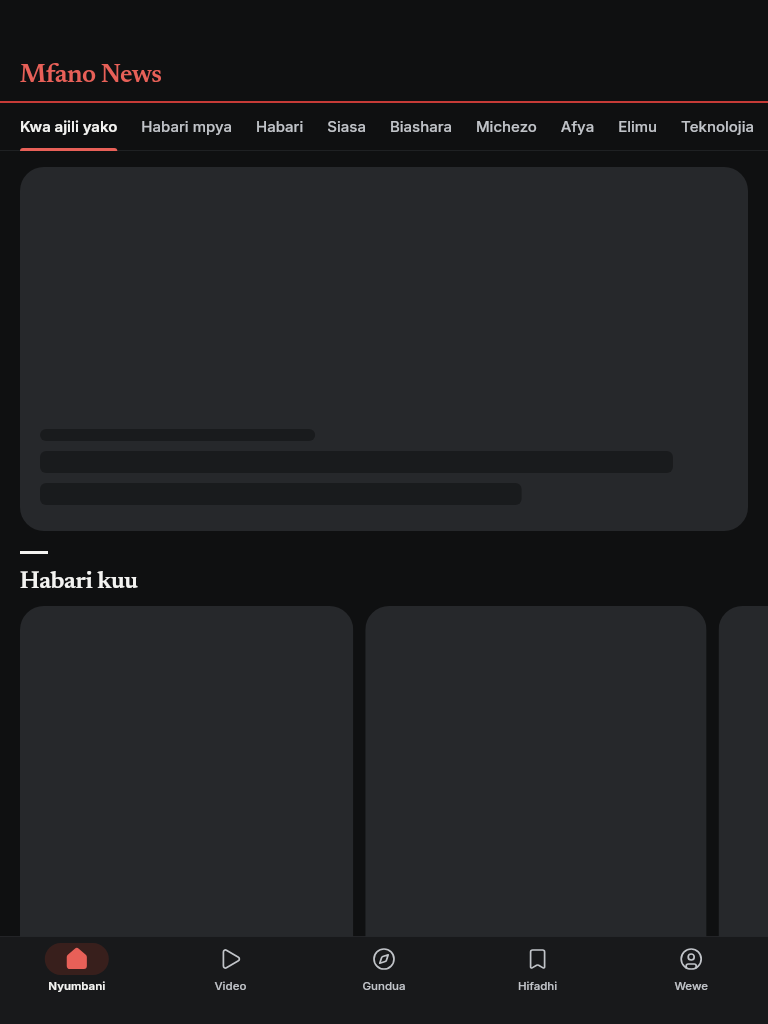 Mfano News
Kwa ajili yako Habari mpya Habari Siasa Biashara Michezo Afya Elimu Teknolojia
Habari kuu
Nyumbani Video Gundua Hifadhi Wewe